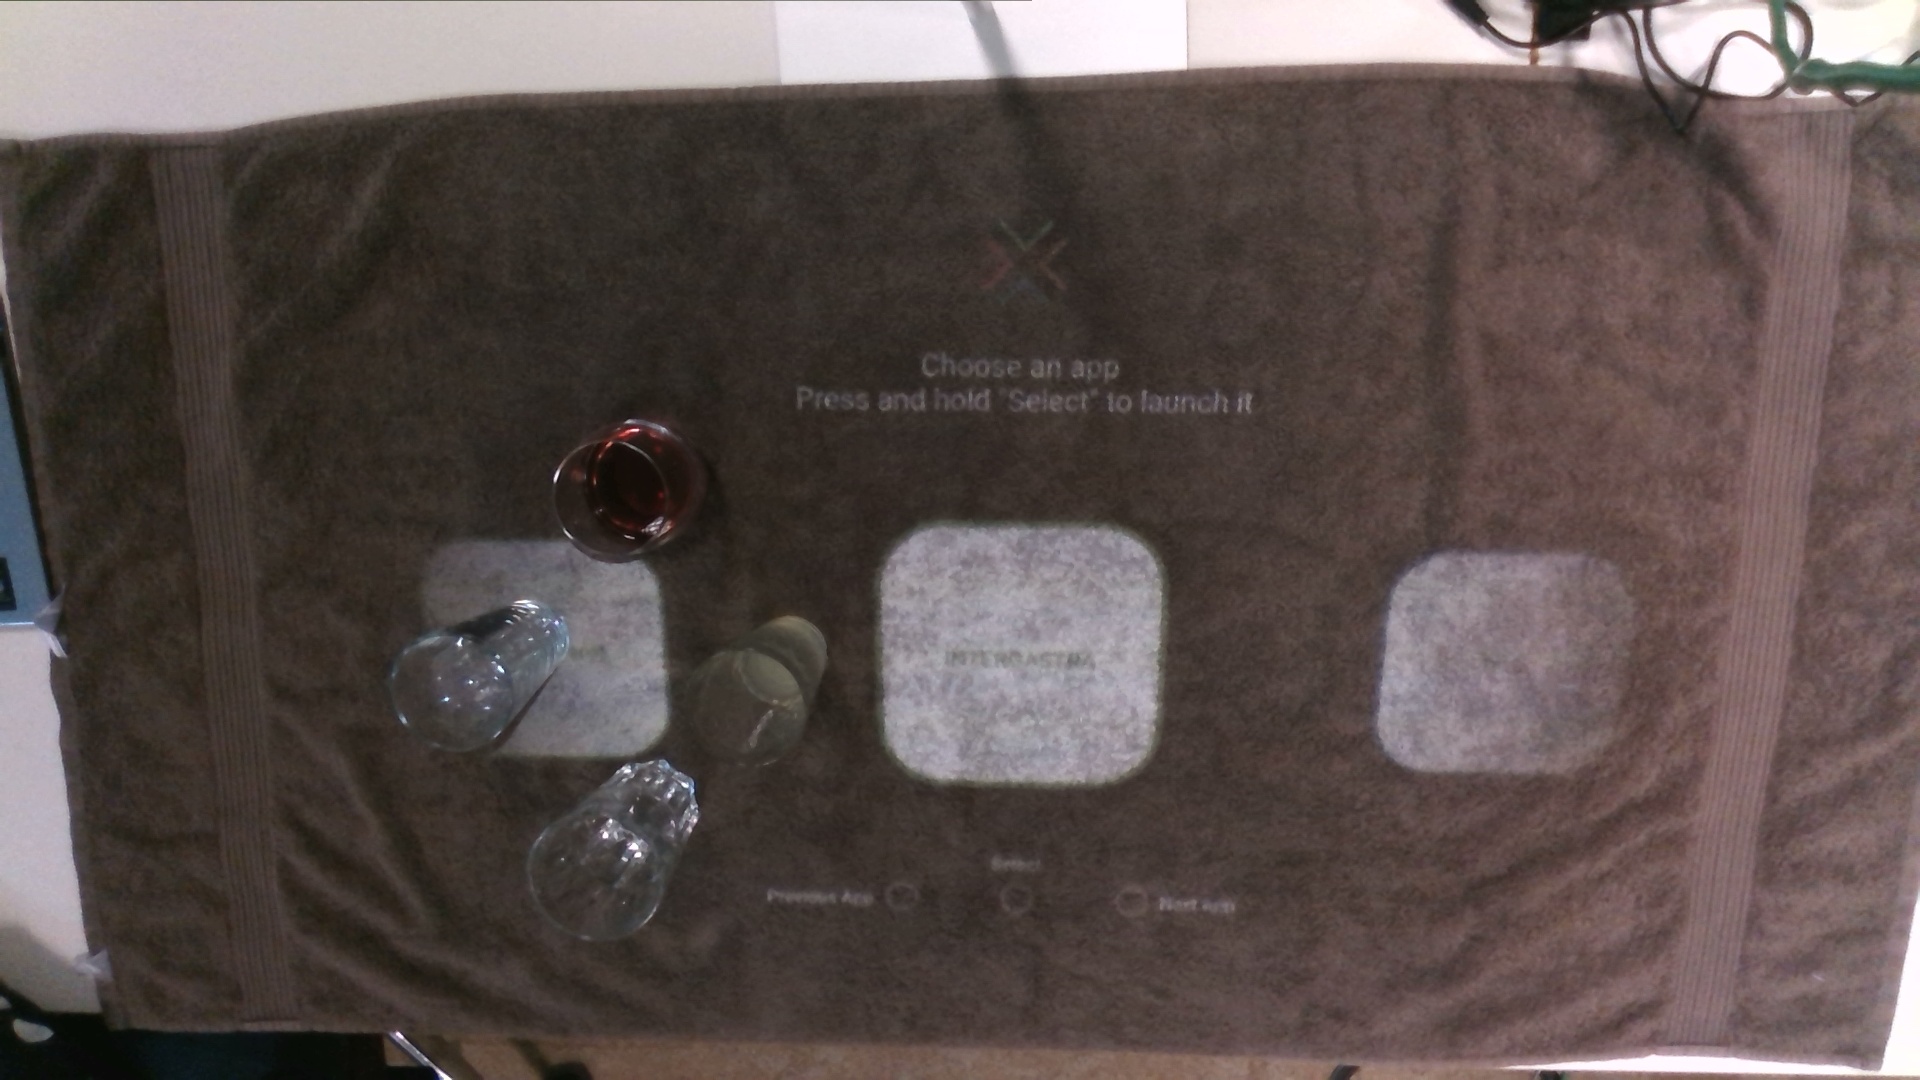 Choose an app
Press and hold "Select" to launch it
INTERGASTRA
Select
Previous App
Next app